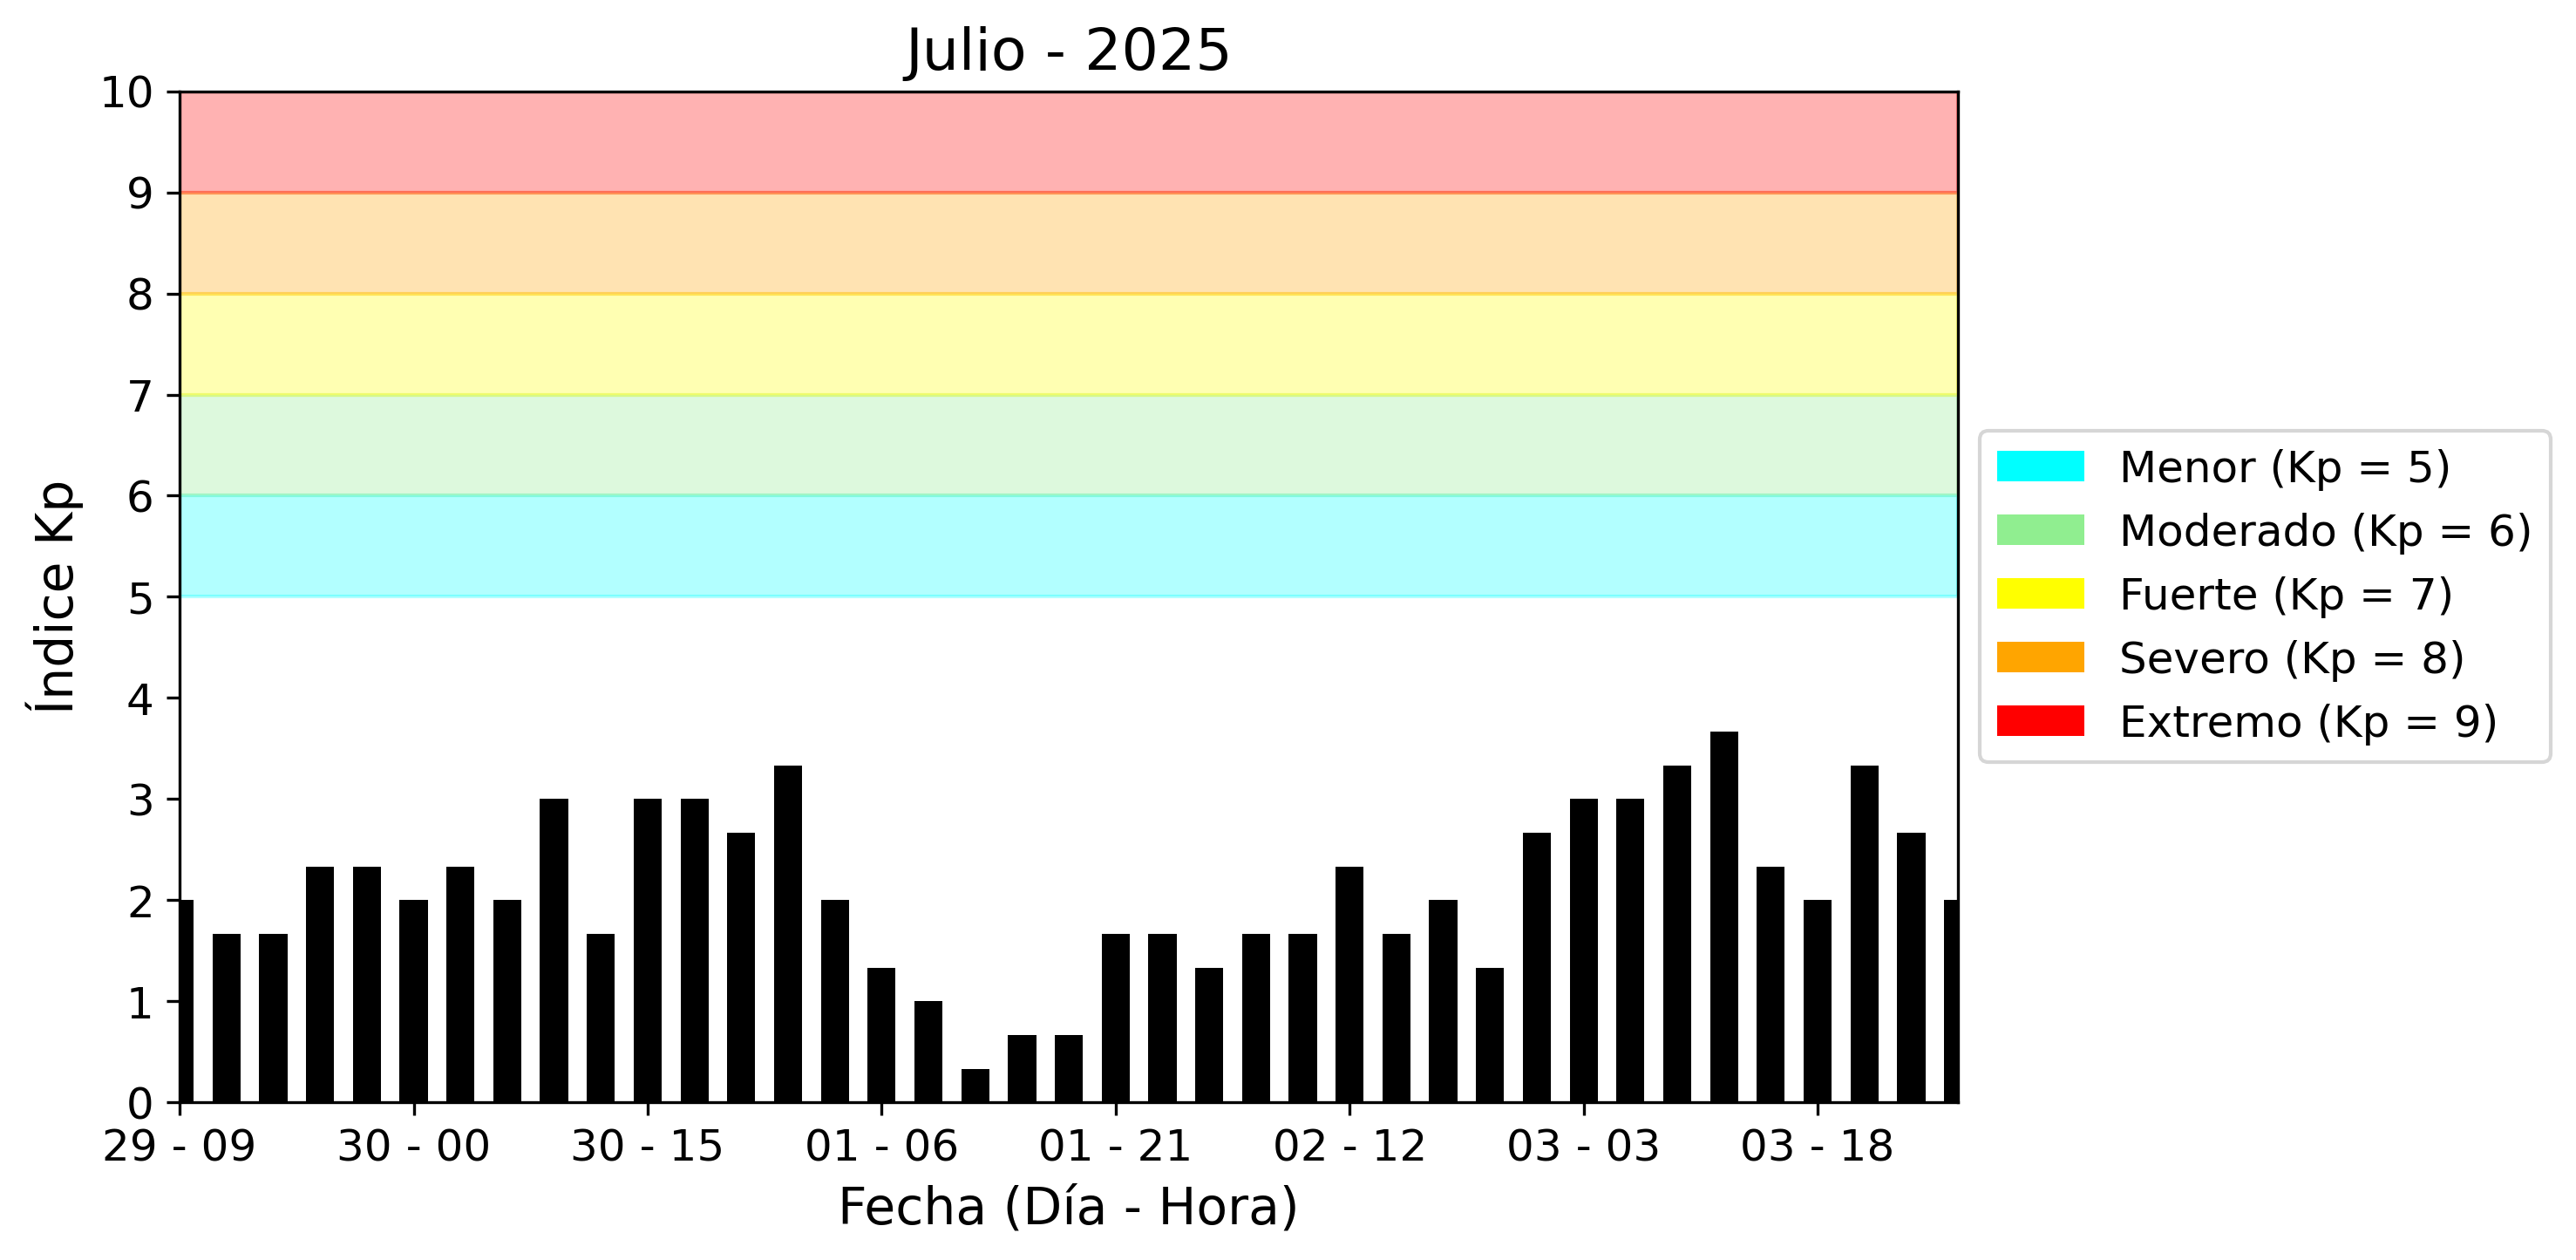 Julio - 2025
10
9
8
7
6
5
4
3
2
1
0
Índice Kp
29 - 09
30 - 00
30 - 15
01 - 06
01 - 21
02 - 12
03 - 03
03 - 18
Fecha (Día - Hora)
Menor (Kp = 5)
Moderado (Kp = 6)
Fuerte (Kp = 7)
Severo (Kp = 8)
Extremo (Kp = 9)